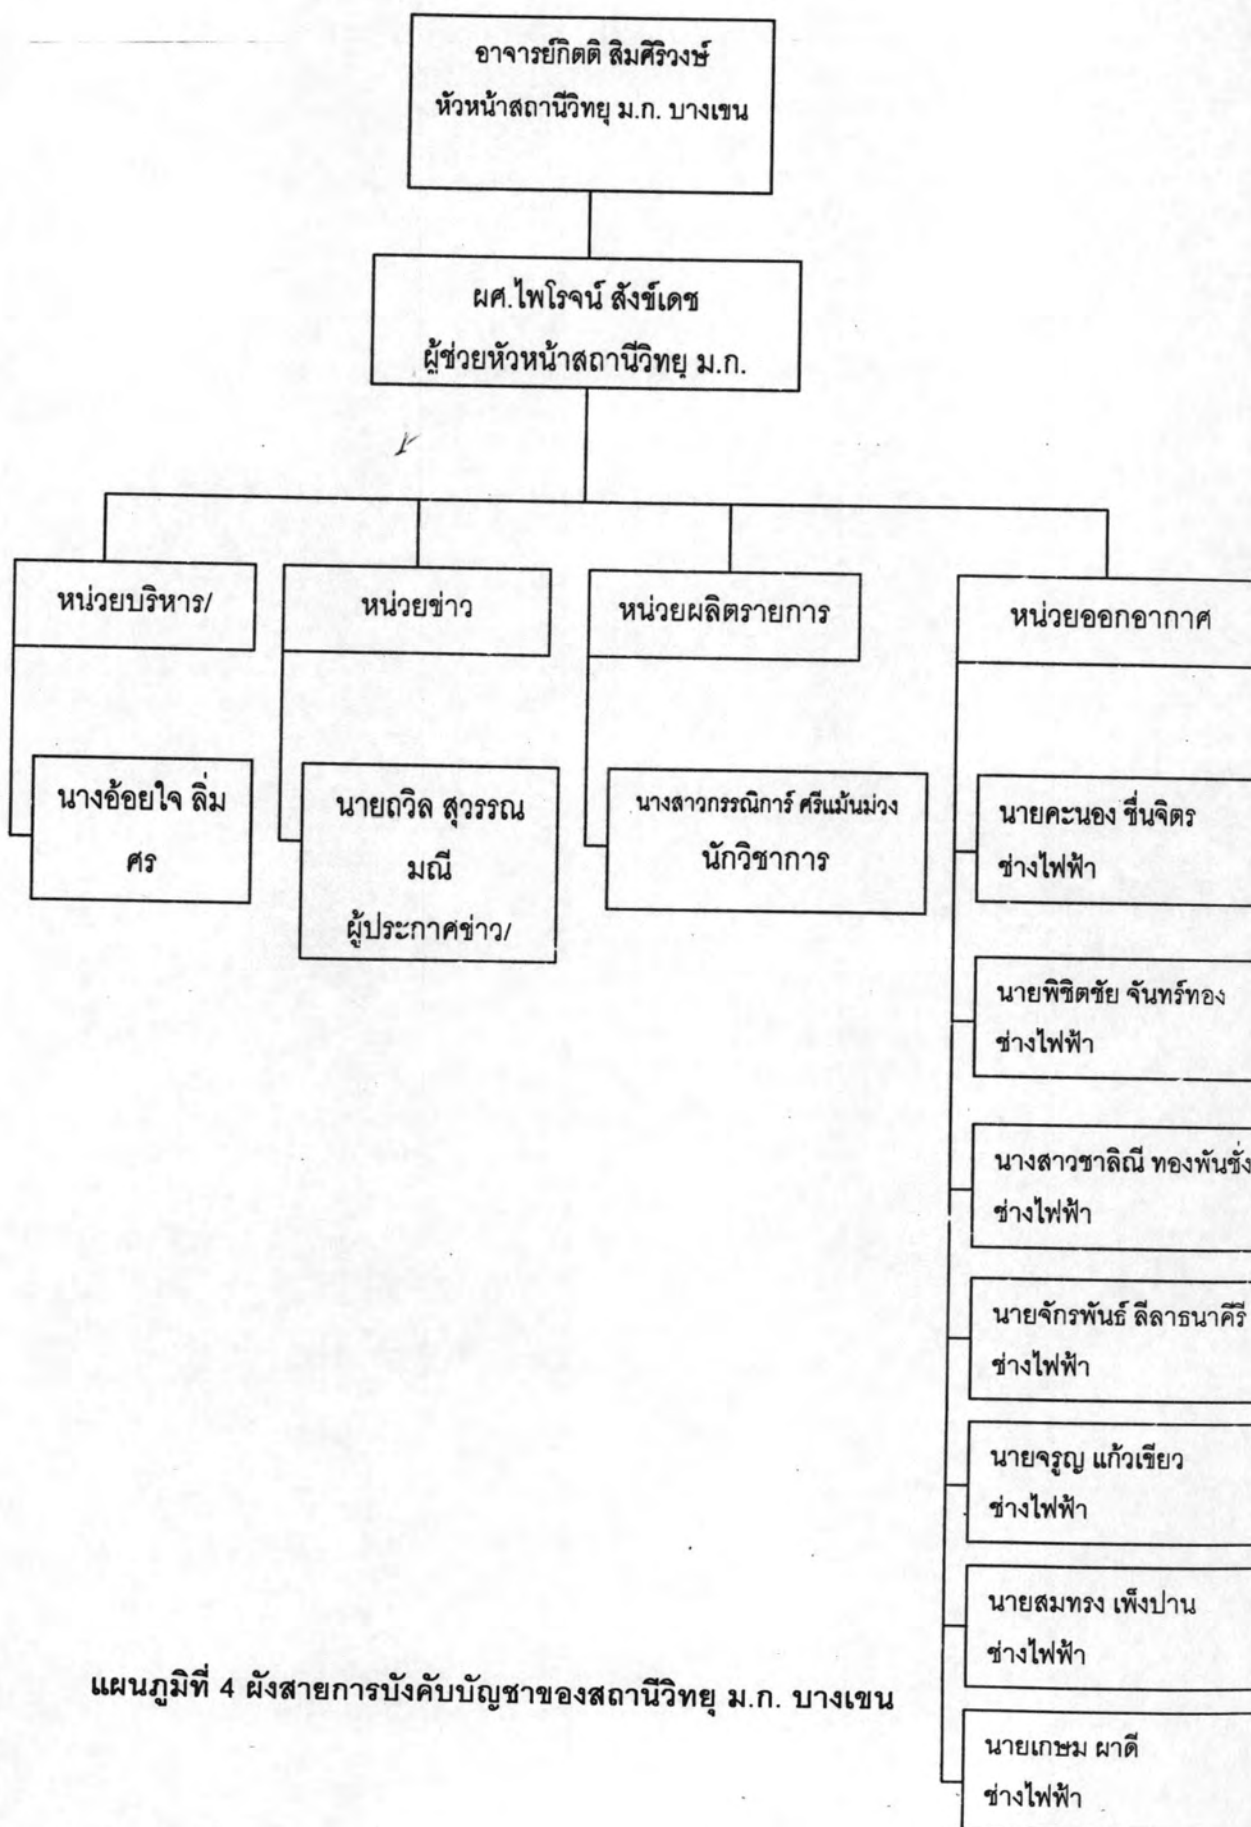 อาจารย์กิตติ สิมศิริวงษ์
หัวหน้าสถานีวิทยุ ม.ก. บางเขน
ผศ.ไพโรจน์ สังข์เดช
ผู้ช่วยหัวหน้าสถานีวิทยุ ม.ก.
หน่วยบริหาร/
หน่วยข่าว
หน่วยผลิตรายการ
หน่วยออกอากาศ
นางอ้อยใจ ลิ่ม
ศร
นายถวิล สุวรรณ
มณี
ผู้ประกาศข่าว/
นางสาวกรรณิการ์ ศรีแม้นม่วง
นักวิชาการ
นายคะนอง ชื่นจิตร
ช่างไฟฟ้า
นายพิชิตชัย จันทร์ทอง
ช่างไฟฟ้า
นางสาวชาลิณี ทองพันชั่ง
ช่างไฟฟ้า
นายจักรพันธ์ ลีลาธนาคีรี
ช่างไฟฟ้า
นายจรูญ แก้วเขียว
ช่างไฟฟ้า
นายสมทรง เพ็งปาน
ช่างไฟฟ้า
นายเกษม ผาดี
ช่างไฟฟ้า
แผนภูมิที่ 4 ผังสายการบังคับบัญชาของสถานีวิทยุ ม.ก. บางเขน